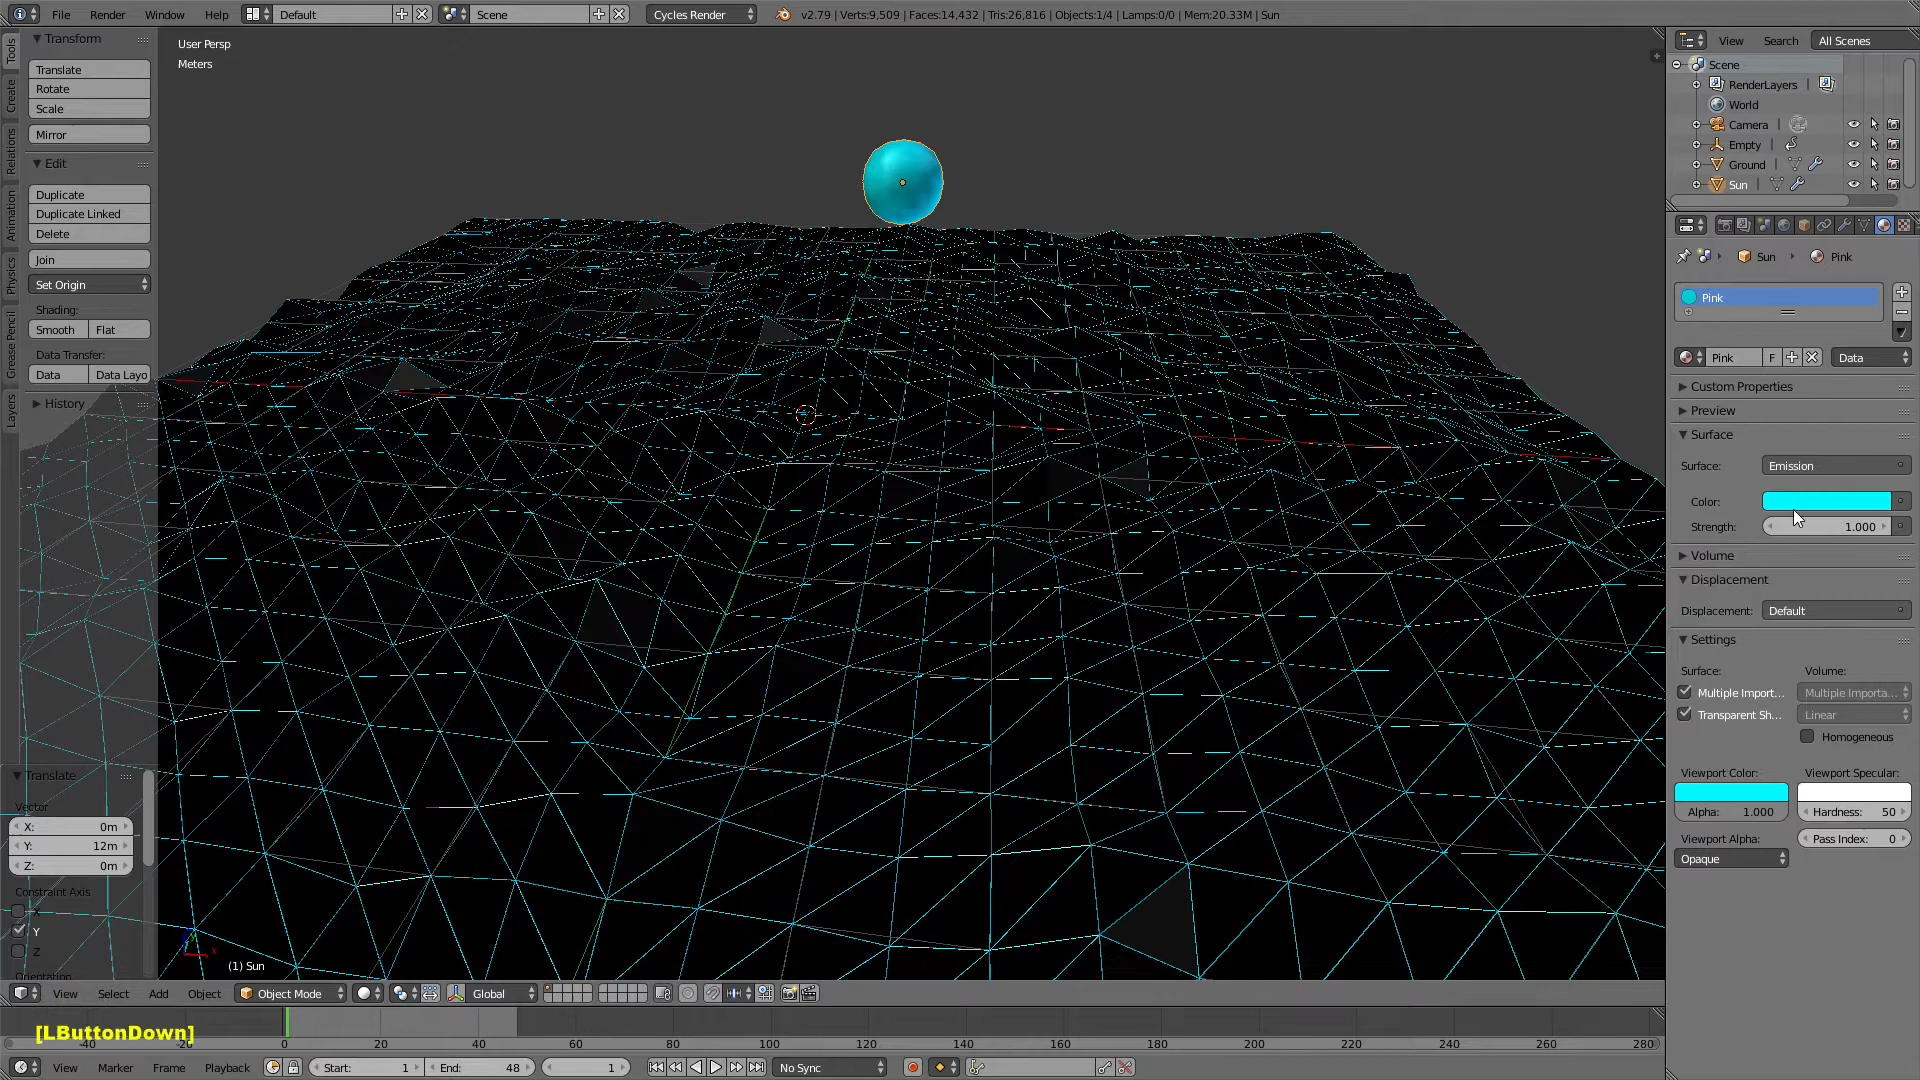 File Render Window Help Default Scene Cycles Render v2.79 | Verts:9,509 | Faces:14,432 | Tris:26,816 | Objects:1/4 | Lamps:0/0 | Mem:20.33M | Sun
Tools
Create
Relations
Animation
Physics
Grease Pencil
Layers
Transform
Translate
Rotate
Scale
Mirror
Edit
Duplicate
Duplicate Linked
Delete
Join
Set Origin
Shading:
Smooth Flat
Data Transfer:
Data Data Layo
History
Translate
Vector
X: 0m
Y: 12m
Z: 0m
Constraint Axis
X
Y
Z
Orientation
User Persp
Meters
(1) Sun
View Select Add Object Object Mode Global
[LButtonDown]
-40 -20 0 20 40 60 80 100 120 140 160 180 200 220 240 260 280
View Marker Frame Playback Start: 1 End: 48 1 No Sync
View Search All Scenes
Scene
RenderLayers |
World
Camera |
Empty |
Ground |
Sun |
Sun Pink
Pink
Pink F Data
Custom Properties
Preview
Surface
Surface: Emission
Color:
Strength: 1.000
Volume
Displacement
Displacement: Default
Settings
Surface: Volume:
Multiple Import... Multiple Importa...
Transparent Sh... Linear
Homogeneous
Viewport Color: Viewport Specular:
Alpha: 1.000 Hardness: 50
Viewport Alpha: Pass Index: 0
Opaque